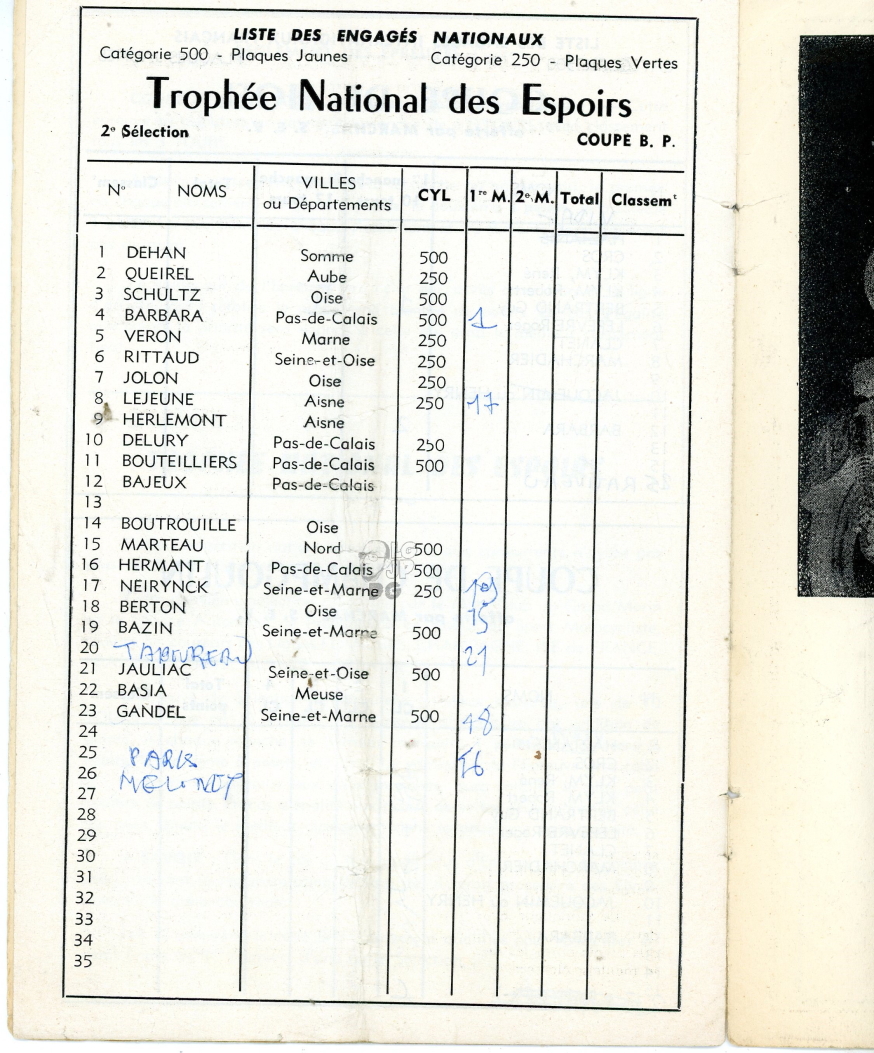 LISTE DES ENGAGÉS NATIONAUX
Catégorie 500 - Plaques Jaunes Catégorie 250 - Plaques Vertes
Trophée National des Espoirs
2e Sélection
COUPE B. P.
N° NOMS VILLES ou Départements CYL 1re M. 2e M. Total Classemt
1 DEHAN Somme 500
2 QUEIREL Aube 250
3 SCHULTZ Oise 500
4 BARBARA Pas-de-Calais 500 1
5 VERON Marne 250
6 RITTAUD Seine-et-Oise 250
7 JOLON Oise 250
8 LEJEUNE Aisne 250 17
9 HERLEMONT Aisne
10 DELURY Pas-de-Calais 250
11 BOUTEILLIERS Pas-de-Calais 500
12 BAJEUX Pas-de-Calais
13
14 BOUTROUILLE Oise
15 MARTEAU Nord 500
16 HERMANT Pas-de-Calais 500
17 NEIRYNCK Seine-et-Marne 250
18 BERTON Oise 15
19 BAZIN Seine-et-Marne 500
20 21
21 JAULIAC Seine-et-Oise 500
22 BASIA Meuse
23 GANDEL Seine-et-Marne 500
24
25 PARIS
26
27
28
29
30
31
32
33
34
35